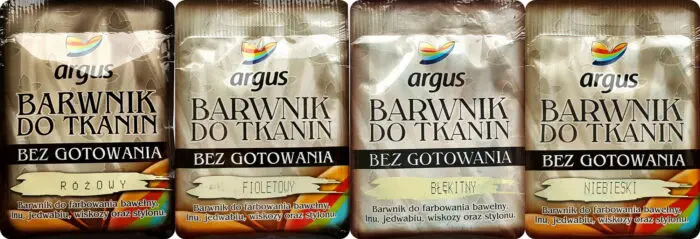 argus
BARWNIK
DO TKANIN
BEZ GOTOWANIA
RÓŻOWY
Barwnik do farbowania bawełny,
lnu, jedwabiu, wiskozy oraz stylonu.
argus
BARWNIK
DO TKANIN
BEZ GOTOWANIA
FIOLETOWY
Barwnik do farbowania bawełny,
lnu, jedwabiu, wiskozy oraz stylonu.
argus
BARWNIK
DO TKANIN
BEZ GOTOWANIA
BŁĘKITNY
Barwnik do farbowania bawełny,
lnu, jedwabiu, wiskozy oraz stylonu.
argus
BARWNIK
DO TKANIN
BEZ GOTOWANIA
NIEBIESKI
Barwnik do farbowania bawełny,
lnu, jedwabiu, wiskozy oraz stylonu.